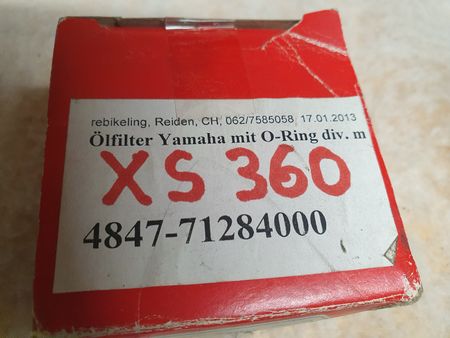 rebikeling, Reiden, CH, 062/7585058, 17.01.2013
Ölfilter Yamaha mit O-Ring div. m
XS 360
4847-71284000